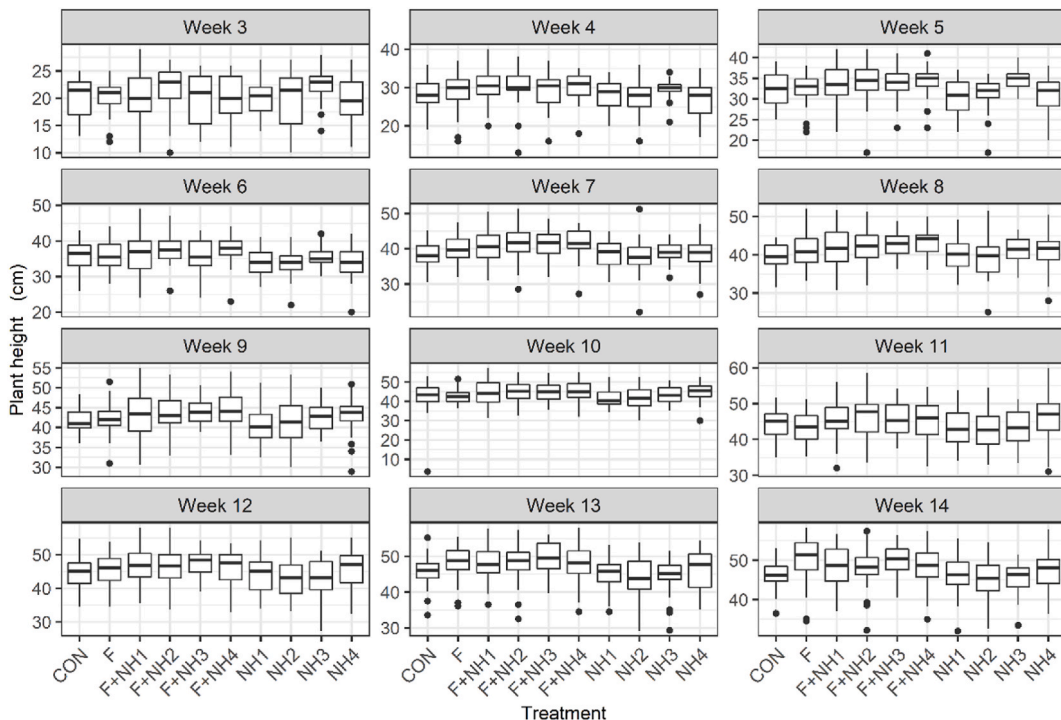 Week 3
Week 4
Week 5
25
20
15
10
40
30
20
40
35
30
25
20
Week 6
Week 7
Week 8
50
40
30
20
50
40
30
50
40
30
Week 9
Week 10
Week 11
55
50
45
40
35
30
50
40
30
20
10
60
50
40
30
Week 12
Week 13
Week 14
50
40
30
50
40
30
50
40
CON
F
F+NH1
F+NH2
F+NH3
F+NH4
NH1
NH2
NH3
NH4
CON
F
F+NH1
F+NH2
F+NH3
F+NH4
NH1
NH2
NH3
NH4
CON
F
F+NH1
F+NH2
F+NH3
F+NH4
NH1
NH2
NH3
NH4
Plant height (cm)
Treatment